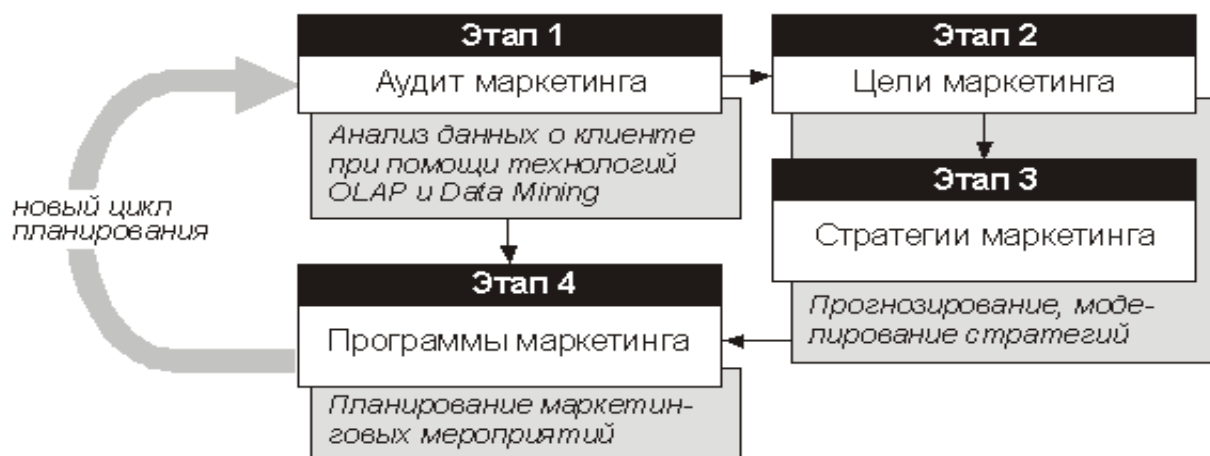 Этап 1
Аудит маркетинга
Анализ данных о клиенте
при помощи технологий
OLAP и Data Mining
Этап 2
Цели маркетинга
Этап 3
Стратегии маркетинга
Прогнозирование, моде-
лирование стратегий
Этап 4
Программы маркетинга
Планирование маркетин-
говых мероприятий
новый цикл
планирования